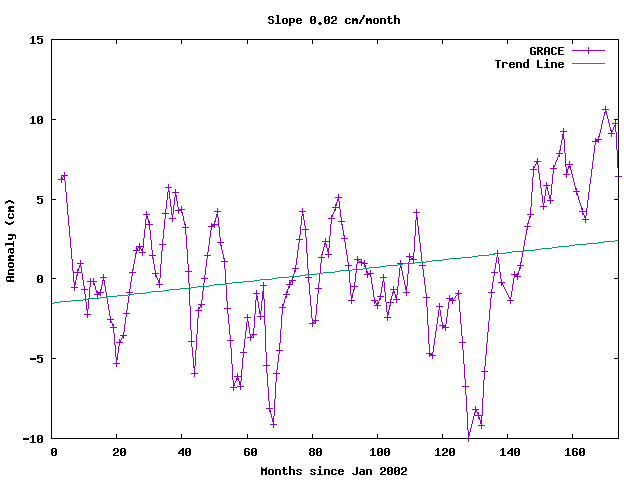 Slope 0.02 cm/month
GRACE
Trend Line
Anomaly (cm)
15
10
5
0
-5
-10
0 20 40 60 80 100 120 140 160
Months since Jan 2002